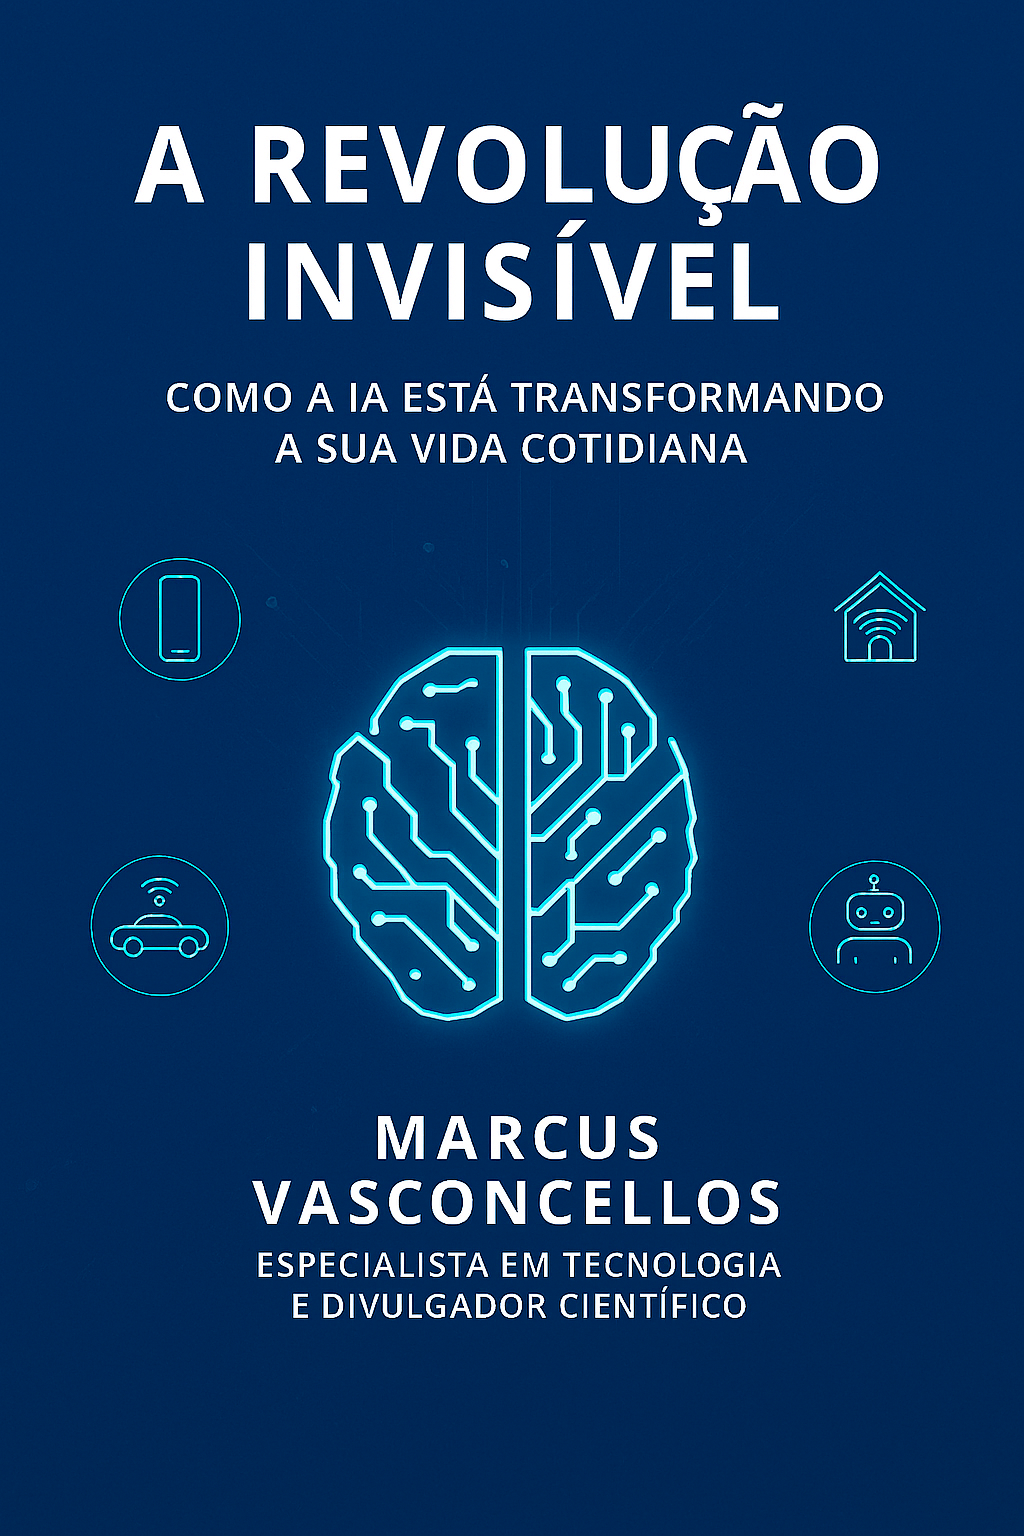 A REVOLUÇÃO
INVISÍVEL
COMO A IA ESTÁ TRANSFORMANDO
A SUA VIDA COTIDIANA
MARCUS
VASCONCELLOS
ESPECIALISTA EM TECNOLOGIA
E DIVULGADOR CIENTÍFICO